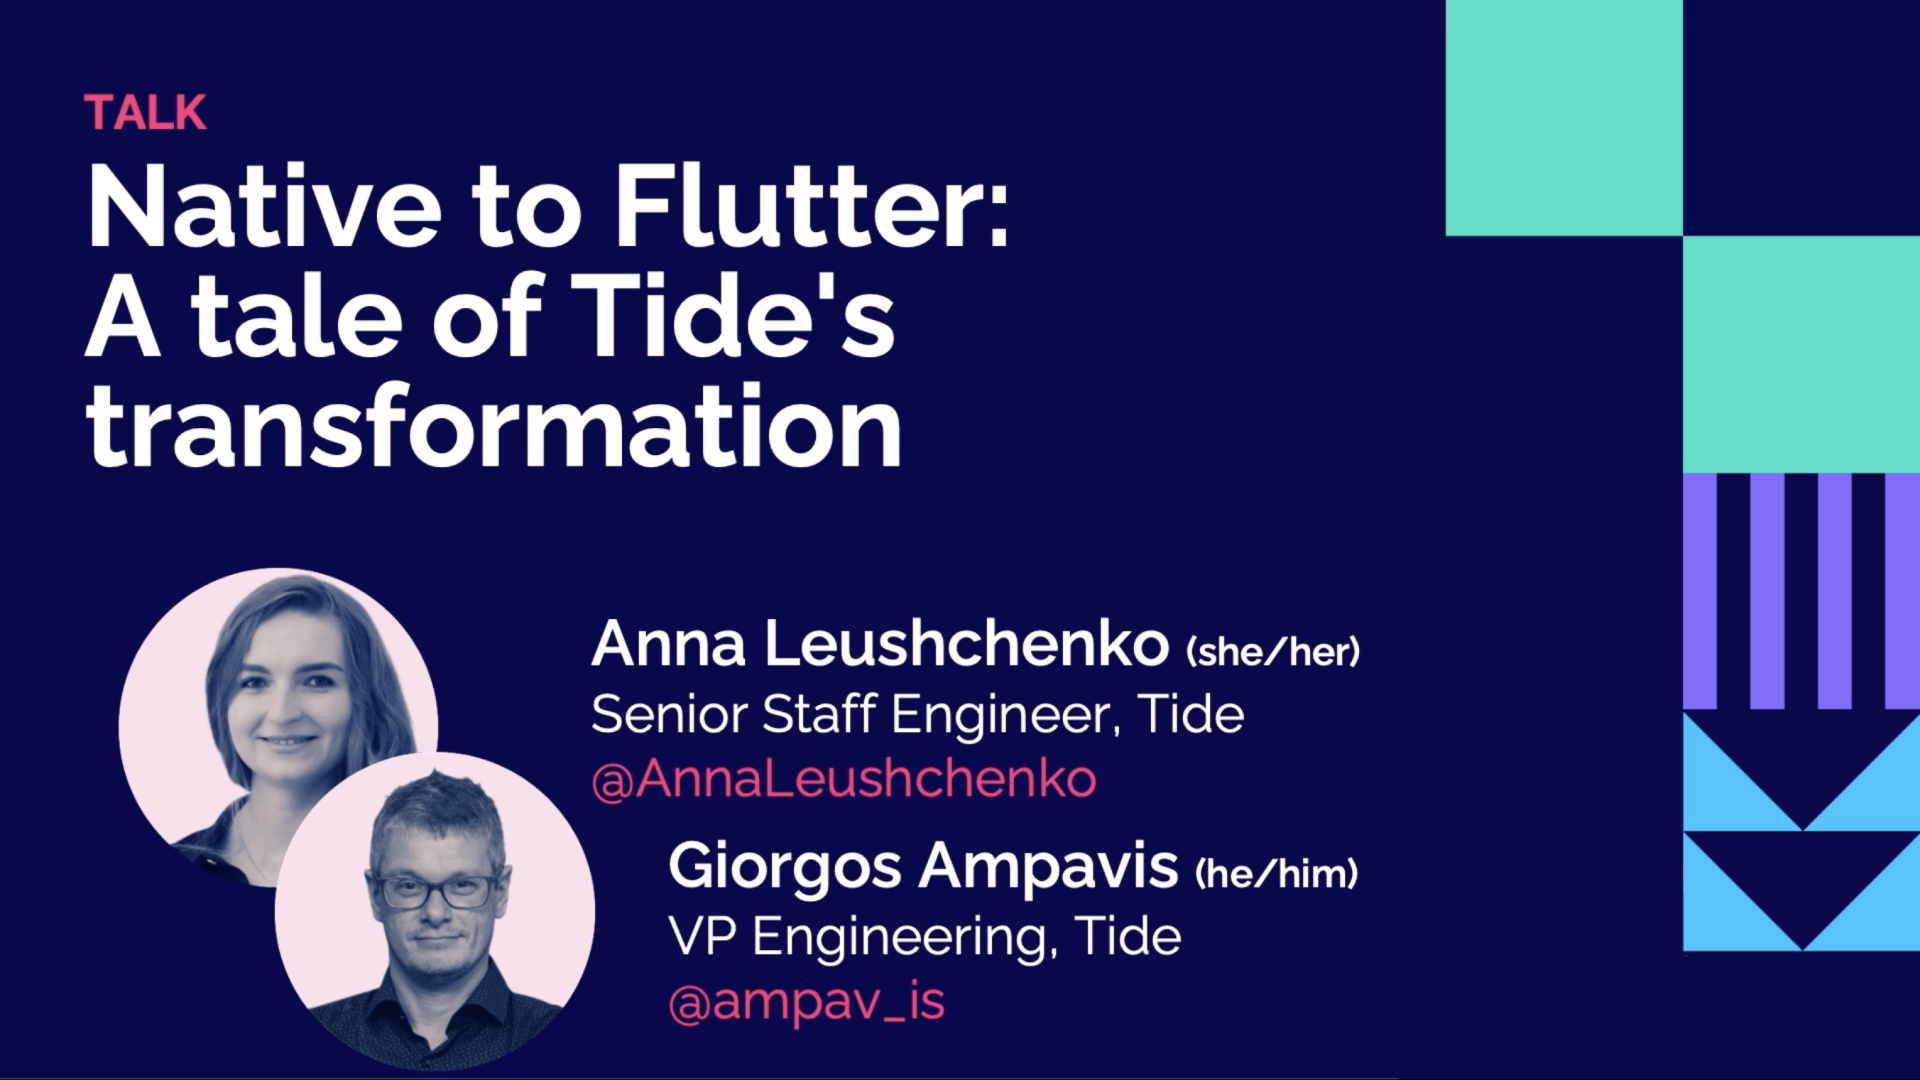 TALK
Native to Flutter:
A tale of Tide's
transformation
Anna Leushchenko (she/her)
Senior Staff Engineer, Tide
@AnnaLeushchenko
Giorgos Ampavis (he/him)
VP Engineering, Tide
@ampav_is